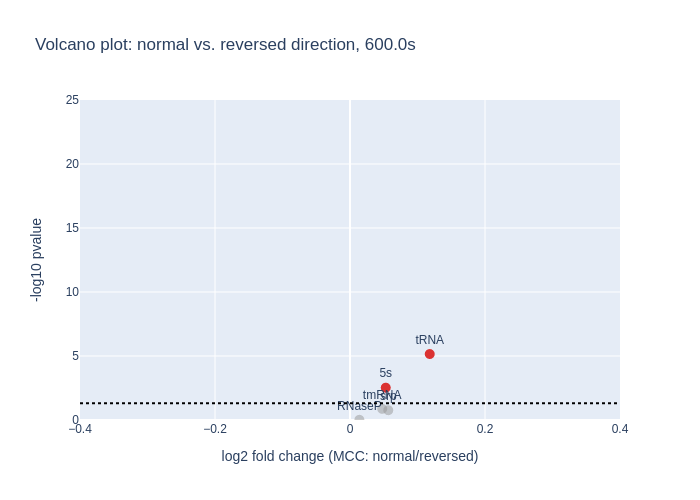 Volcano plot: normal vs. reversed direction, 600.0s
25
20
15
10
5
0
-log10 pvalue
tRNA
5s
tmRNA
srp
RNaseP
−0.4
−0.2
0
0.2
0.4
log2 fold change (MCC: normal/reversed)